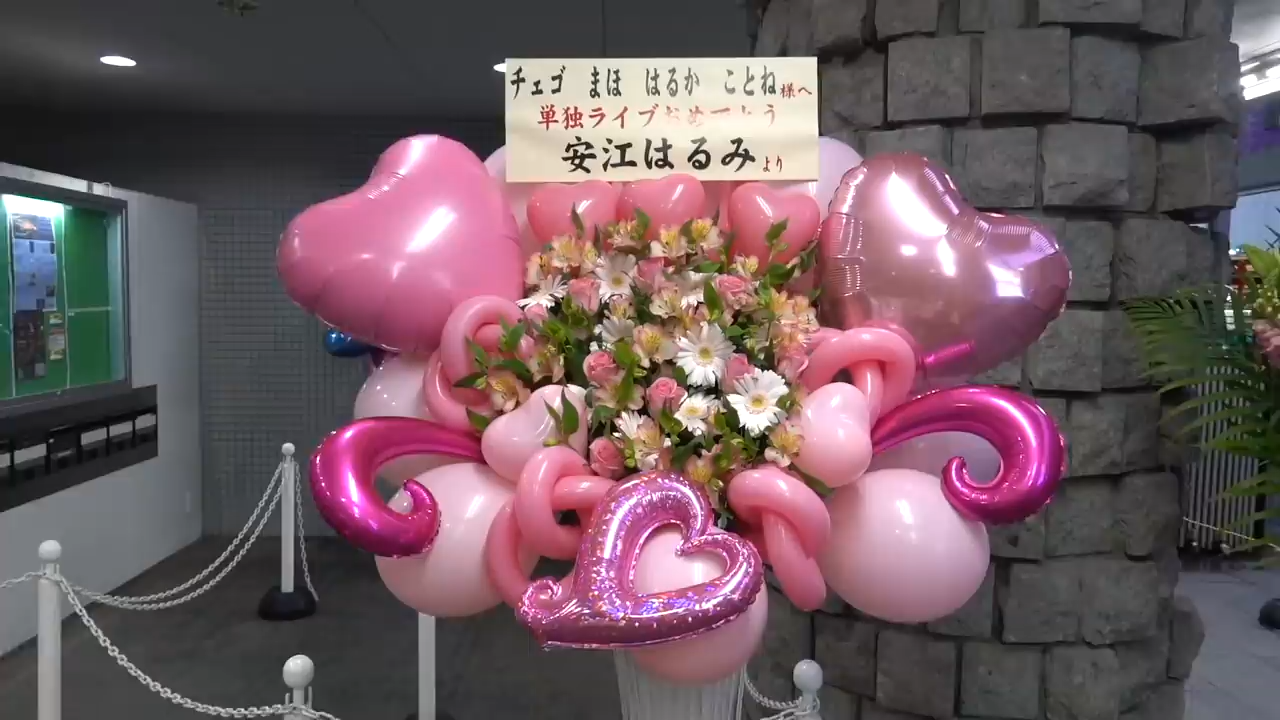 チェゴ まほ はるか ことね様へ
単独ライブおめでとう
安江はるみより